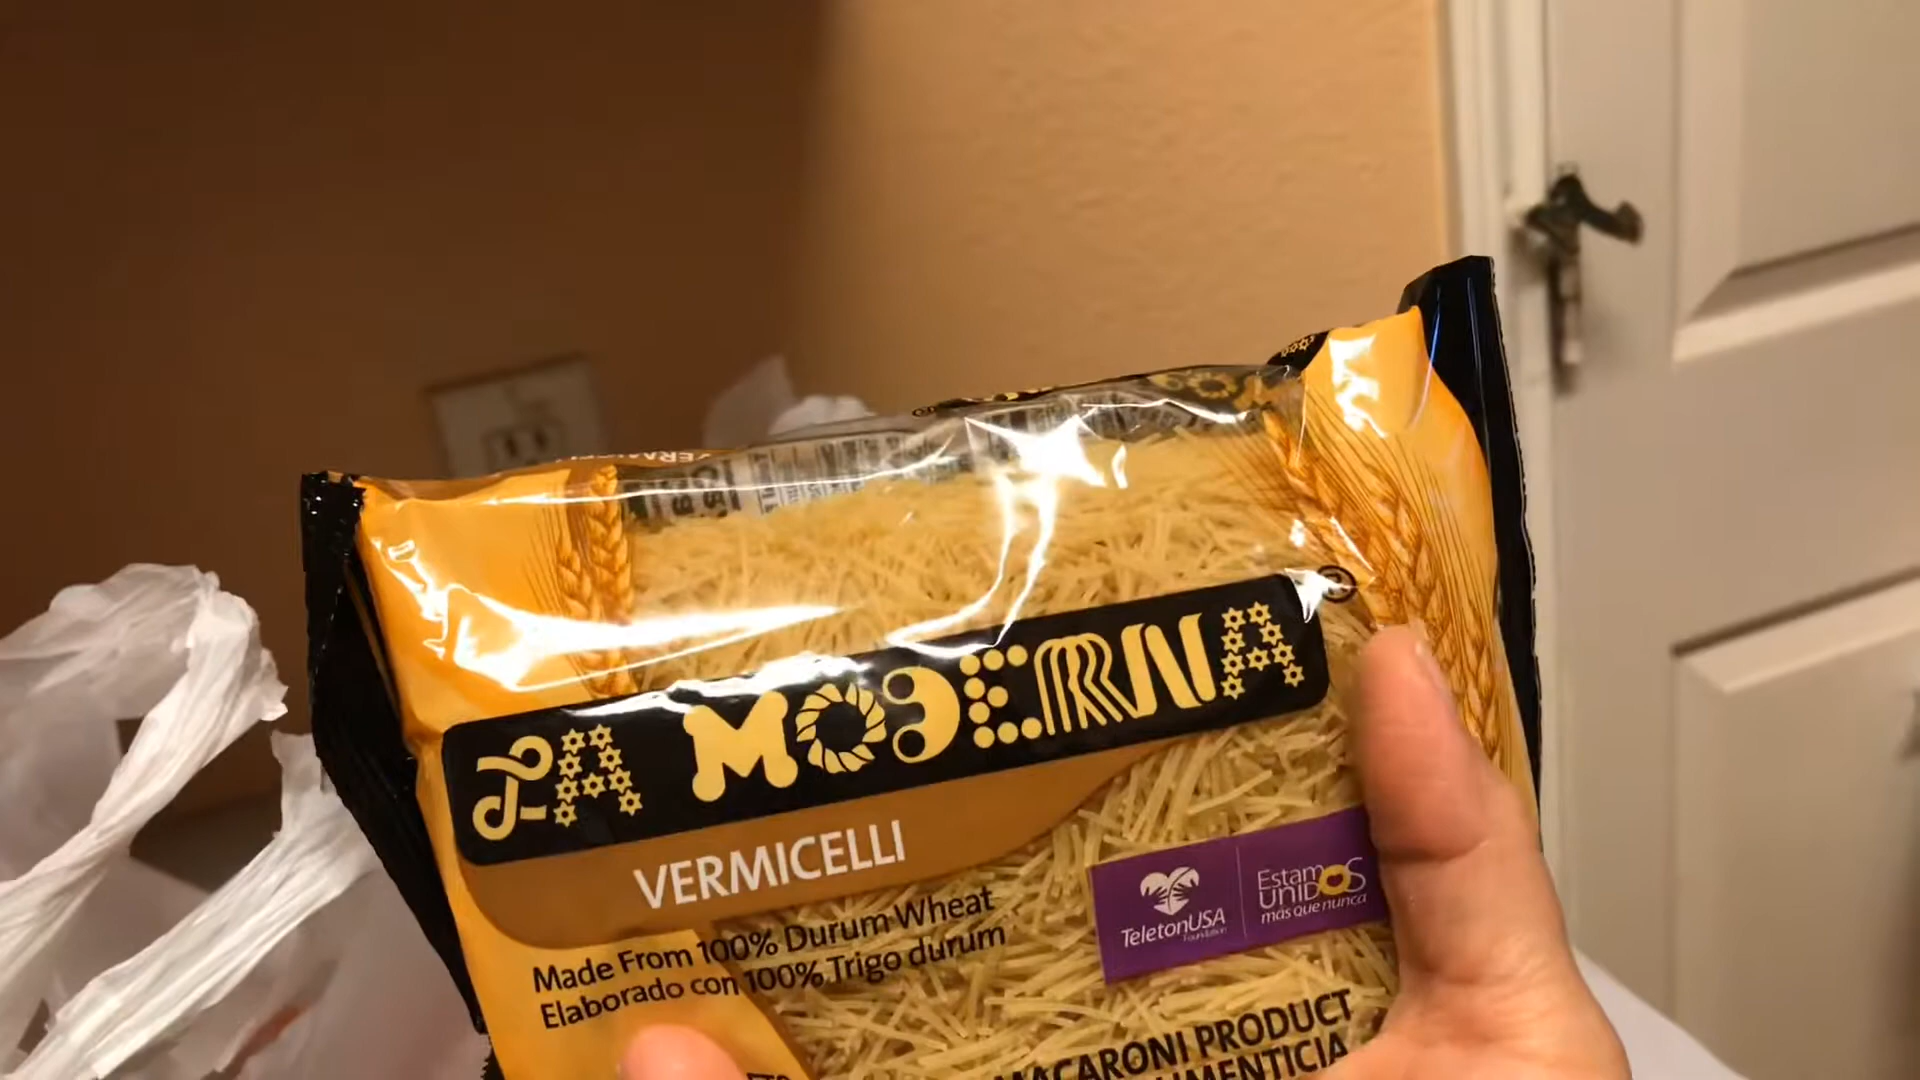 LA MODERNA®
VERMICELLI
Made From 100% Durum Wheat
Elaborado con 100% Trigo durum
TeletonUSA
Foundation
Estamos
UNIDOS
más que nunca
MACARONI PRODUCT